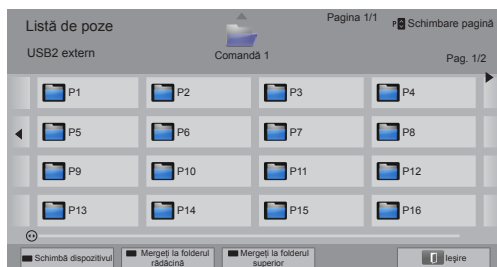 Listă de poze
Pagina 1/1
P Schimbare pagină
USB2 extern
Comandă 1
Pag. 1/2
P1
P2
P3
P4
P5
P6
P7
P8
P9
P10
P11
P12
P13
P14
P15
P16
Schimbă dispozitivul
Mergeţi la folderul
rădăcină
Mergeţi la folderul
superior
Ieşire